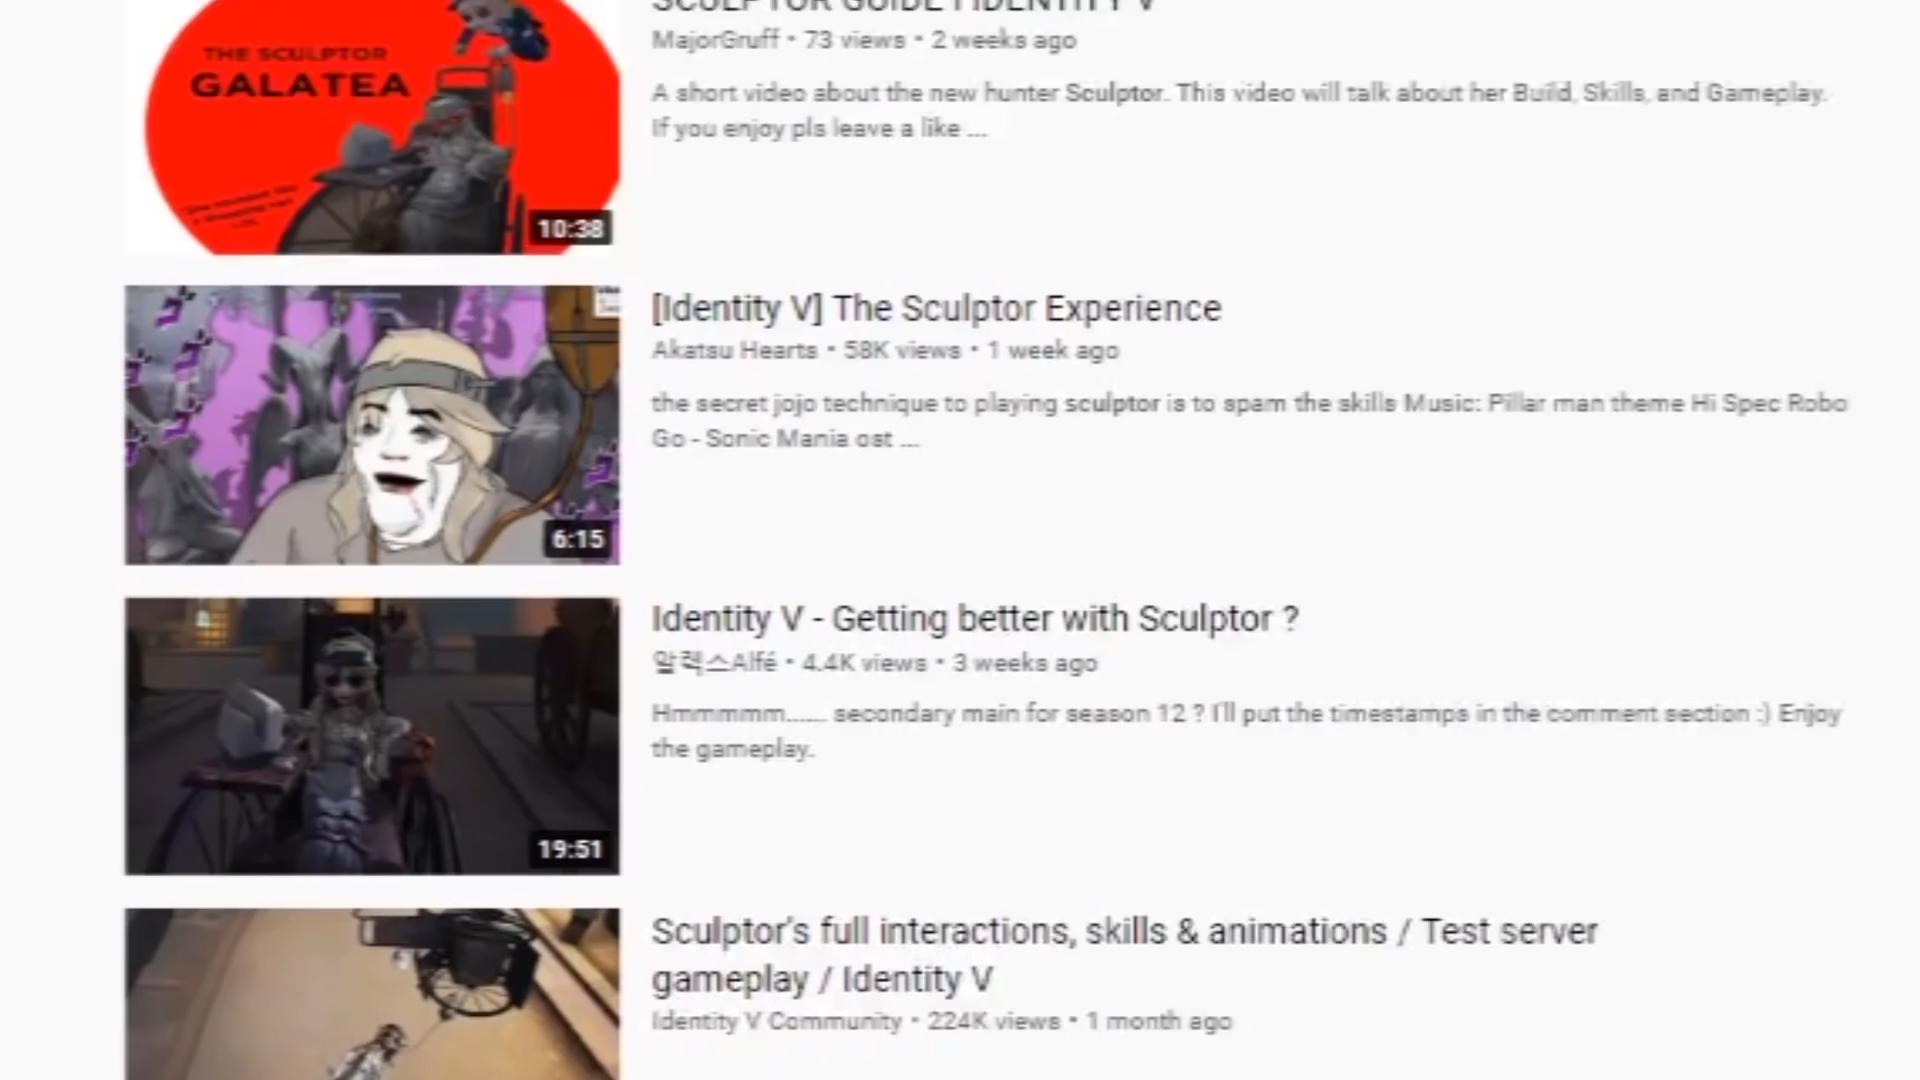 SCULPTOR GUIDE | IDENTITY V
MajorGruff • 73 views • 2 weeks ago
THE SCULPTOR
GALATEA
A short video about the new hunter Sculptor. This video will talk about her Build, Skills, and Gameplay.
If you enjoy pls leave a like ...
10:38
[Identity V] The Sculptor Experience
Akatsu Hearts • 58K views • 1 week ago
the secret jojo technique to playing sculptor is to spam the skills Music: Pillar man theme Hi Spec Robo
Go - Sonic Mania ost ...
6:15
Identity V - Getting better with Sculptor ?
알렉스Alfé • 4.4K views • 3 weeks ago
Hmmmmm...... secondary main for season 12 ? I'll put the timestamps in the comment section :) Enjoy
the gameplay.
19:51
Sculptor's full interactions, skills & animations / Test server
gameplay / Identity V
Identity V Community • 224K views • 1 month ago